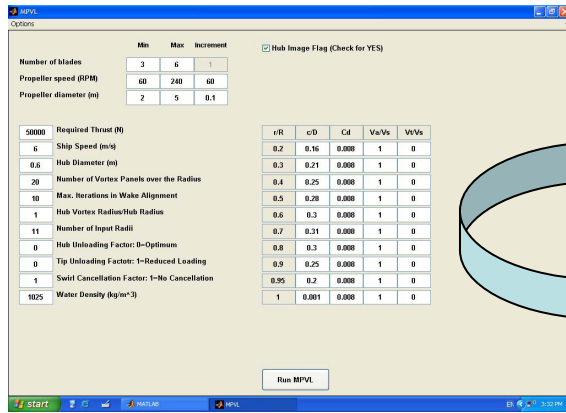 MPVL
Options
Min Max Increment
Number of blades 3 6 1
Propeller speed (RPM) 60 240 60
Propeller diameter (m) 2 5 0.1
Hub Image Flag (Check for YES)
50000 Required Thrust (N)
6 Ship Speed (m/s)
0.6 Hub Diameter (m)
20 Number of Vortex Panels over the Radius
10 Max. Iterations in Wake Alignment
1 Hub Vortex Radius/Hub Radius
11 Number of Input Radii
0 Hub Unloading Factor: 0=Optimum
0 Tip Unloading Factotr: 1=Reduced Loading
1 Swirl Cancellation Factor: 1=No Cancellation
1025 Water Density (kg/m^3)
r/R c/D Cd Va/Vs Vt/Vs
0.2 0.16 0.008 1 0
0.3 0.21 0.008 1 0
0.4 0.25 0.008 1 0
0.5 0.28 0.008 1 0
0.6 0.3 0.008 1 0
0.7 0.31 0.008 1 0
0.8 0.3 0.008 1 0
0.9 0.25 0.008 1 0
0.95 0.2 0.008 1 0
1 0.001 0.008 1 0
Run MPVL
start MATLAB MPVL EN 3:32 PM